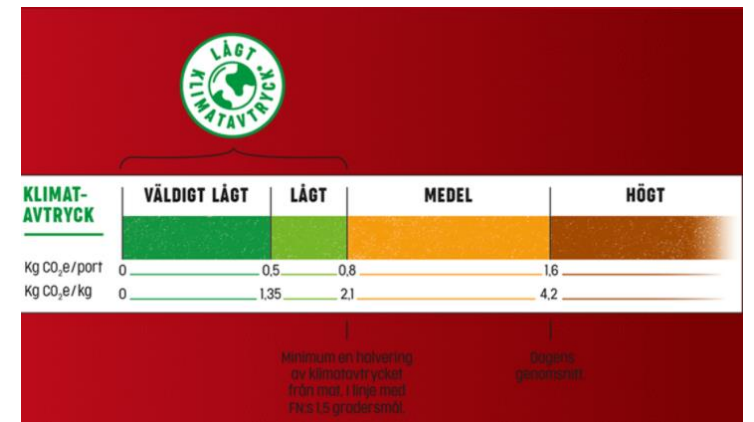 LÅGT
KLIMATAVTRYCK*
KLIMAT-
AVTRYCK
VÄLDIGT LÅGT
LÅGT
MEDEL
HÖGT
Kg CO₂e/port 0 0,5 0,8 1,6
Kg CO₂e/kg 0 1,35 2,1 4,2
Minimum en halvering
av klimatavtrycket
från mat, i linje med
FN:s 1,5 gradersmål.
Dagens
genomsnitt.